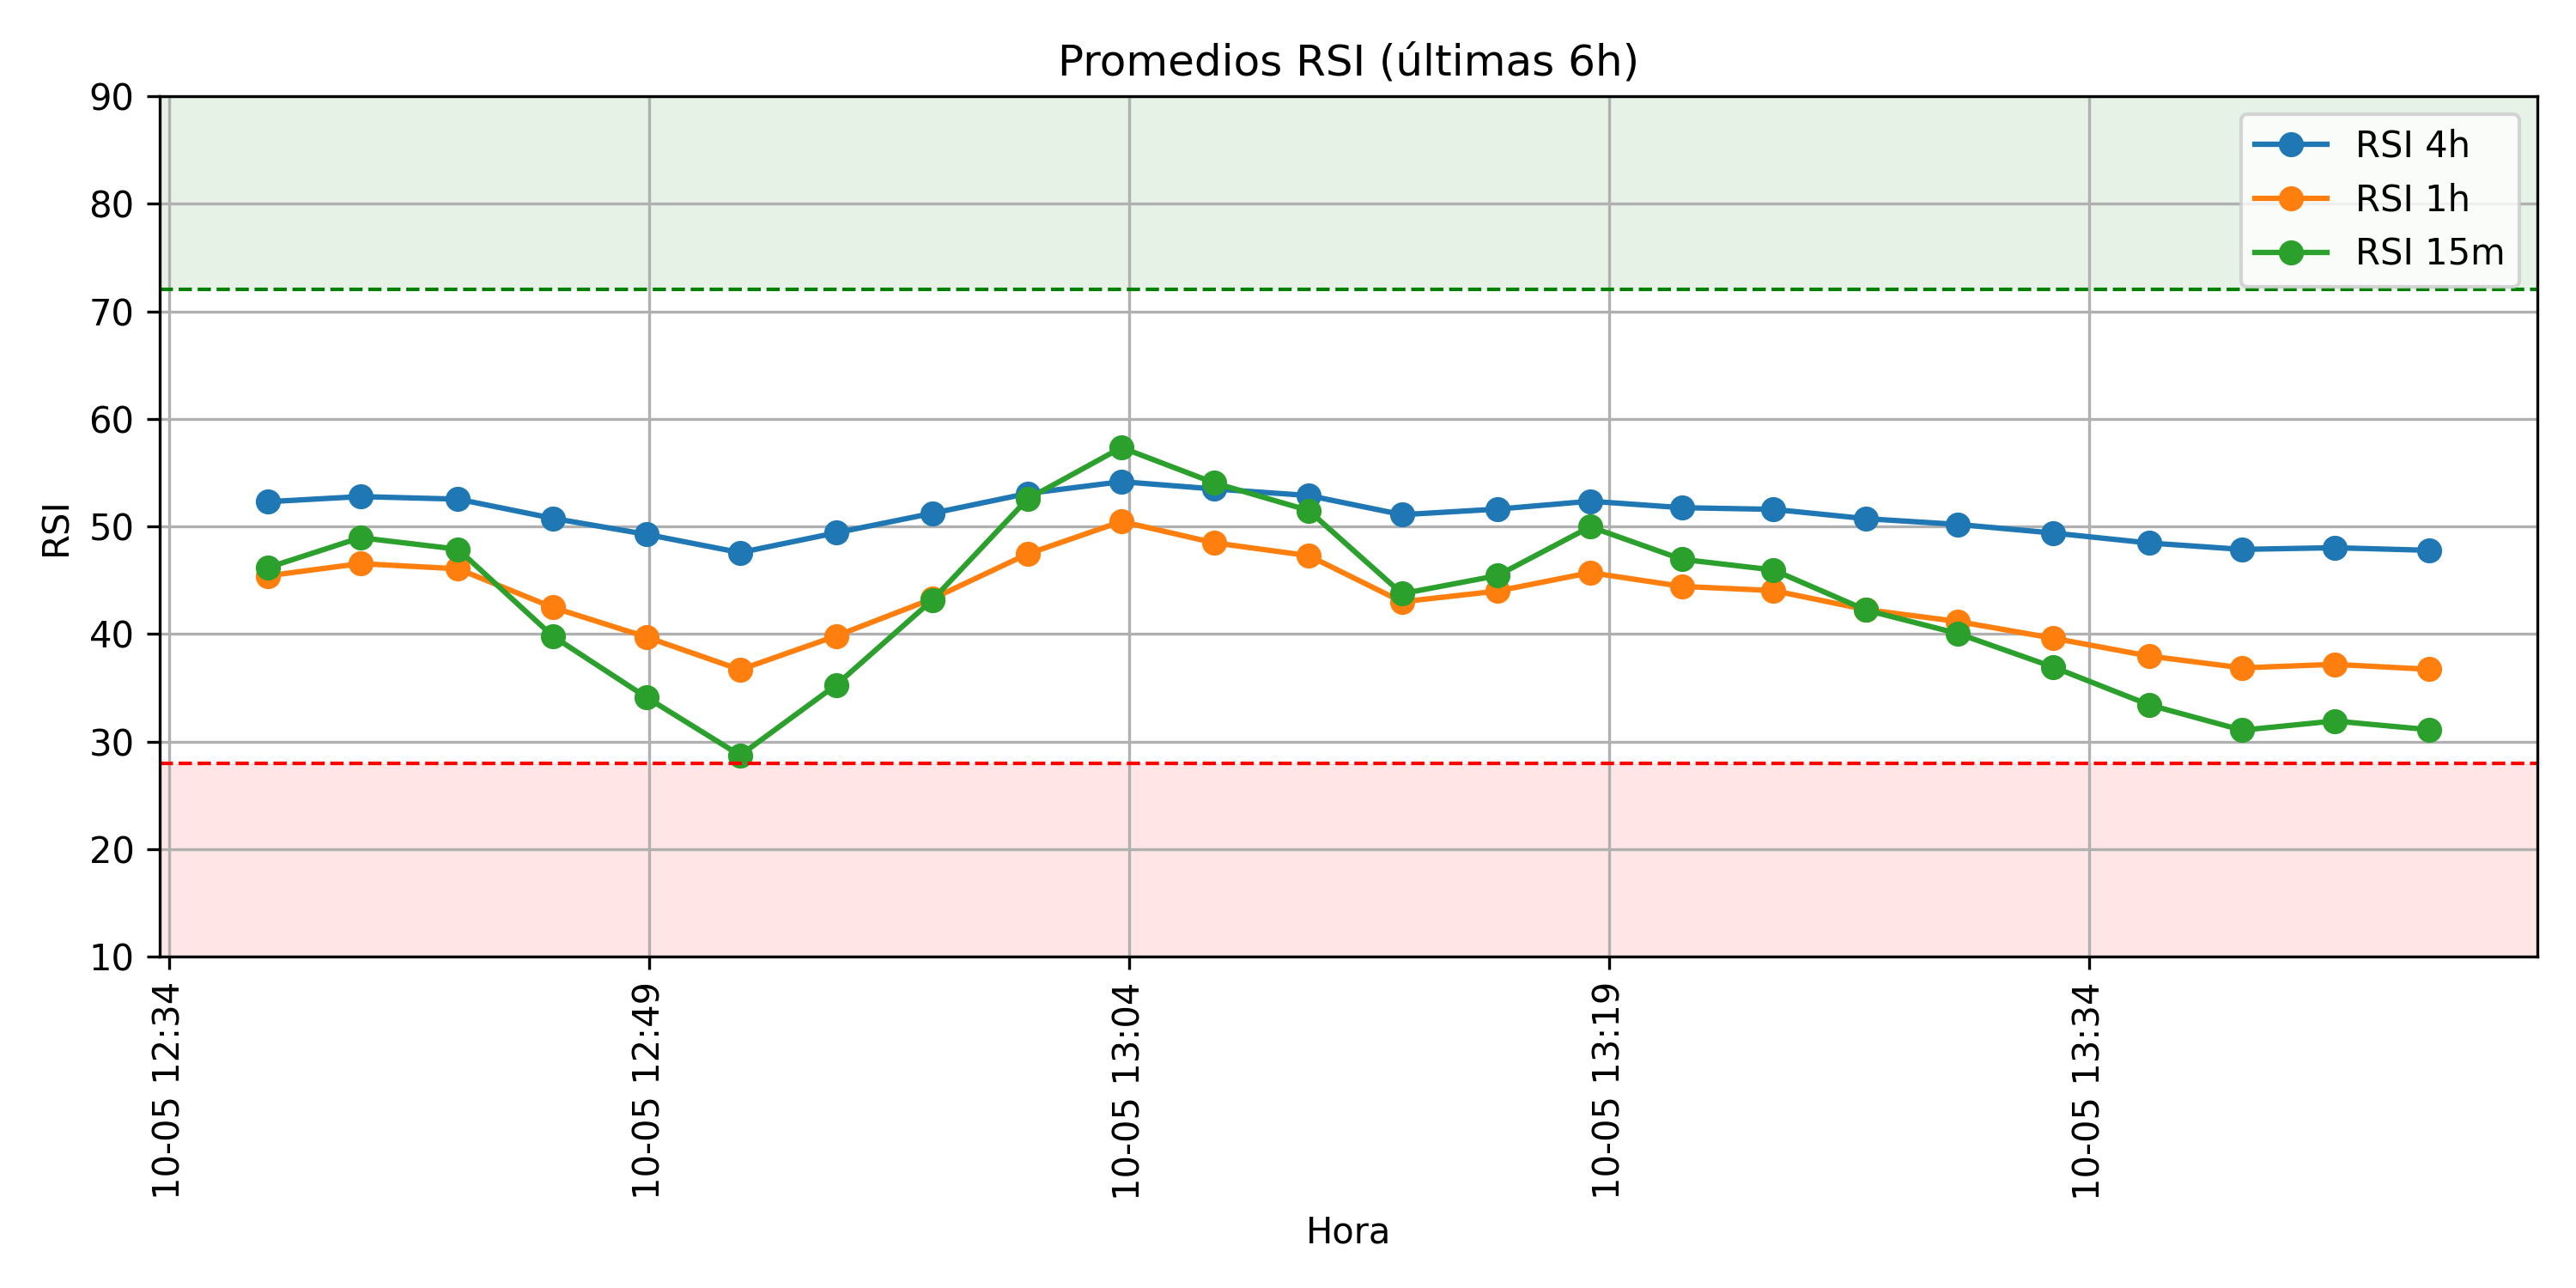 Promedios RSI (últimas 6h)
RSI 4h
RSI 1h
RSI 15m
90
80
70
60
50
40
30
20
10
RSI
10-05 12:34
10-05 12:49
10-05 13:04
10-05 13:19
10-05 13:34
Hora